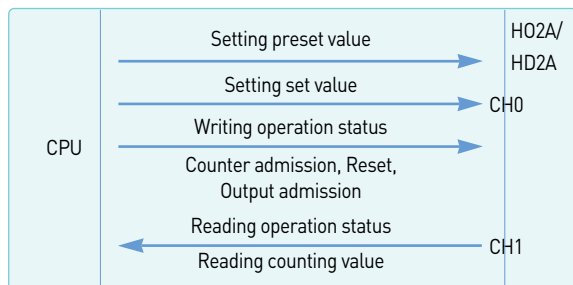 Setting preset value
HO2A/
HD2A
Setting set value
CH0
Writing operation status
CPU
Counter admission, Reset,
Output admission
Reading operation status
CH1
Reading counting value